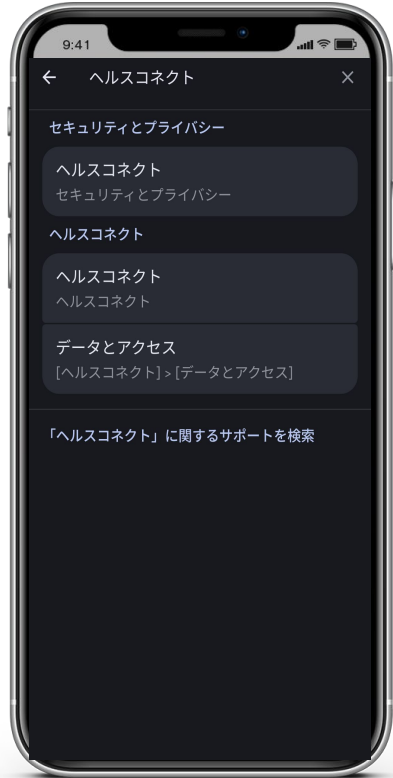 9:41
ヘルスコネクト
セキュリティとプライバシー
ヘルスコネクト
セキュリティとプライバシー
ヘルスコネクト
ヘルスコネクト
ヘルスコネクト
データとアクセス
[ヘルスコネクト] > [データとアクセス]
「ヘルスコネクト」に関するサポートを検索